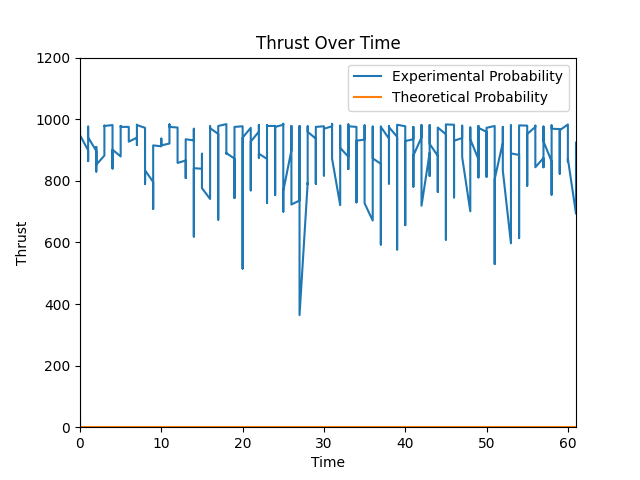 Thrust Over Time
Experimental Probability
Theoretical Probability
Thrust
1200
1000
800
600
400
200
0
0 10 20 30 40 50 60
Time